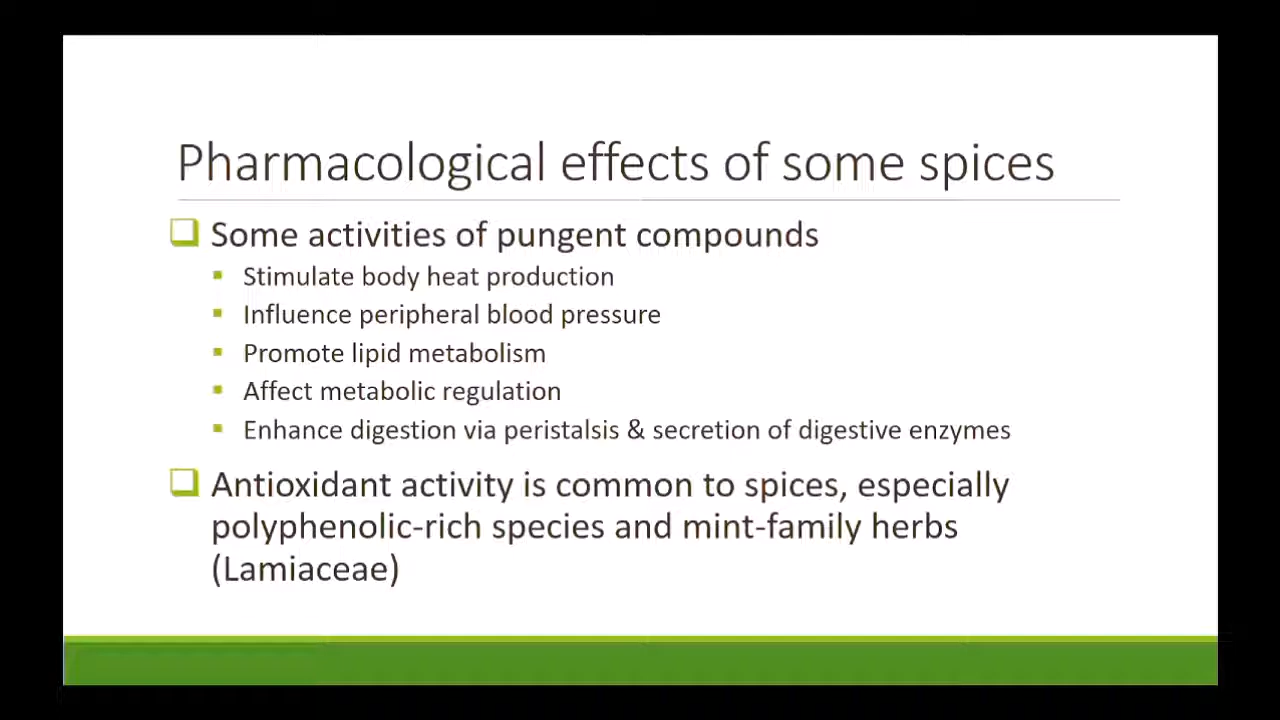 Pharmacological effects of some spices
Some activities of pungent compounds
Stimulate body heat production
Influence peripheral blood pressure
Promote lipid metabolism
Affect metabolic regulation
Enhance digestion via peristalsis & secretion of digestive enzymes
Antioxidant activity is common to spices, especially
polyphenolic-rich species and mint-family herbs
(Lamiaceae)